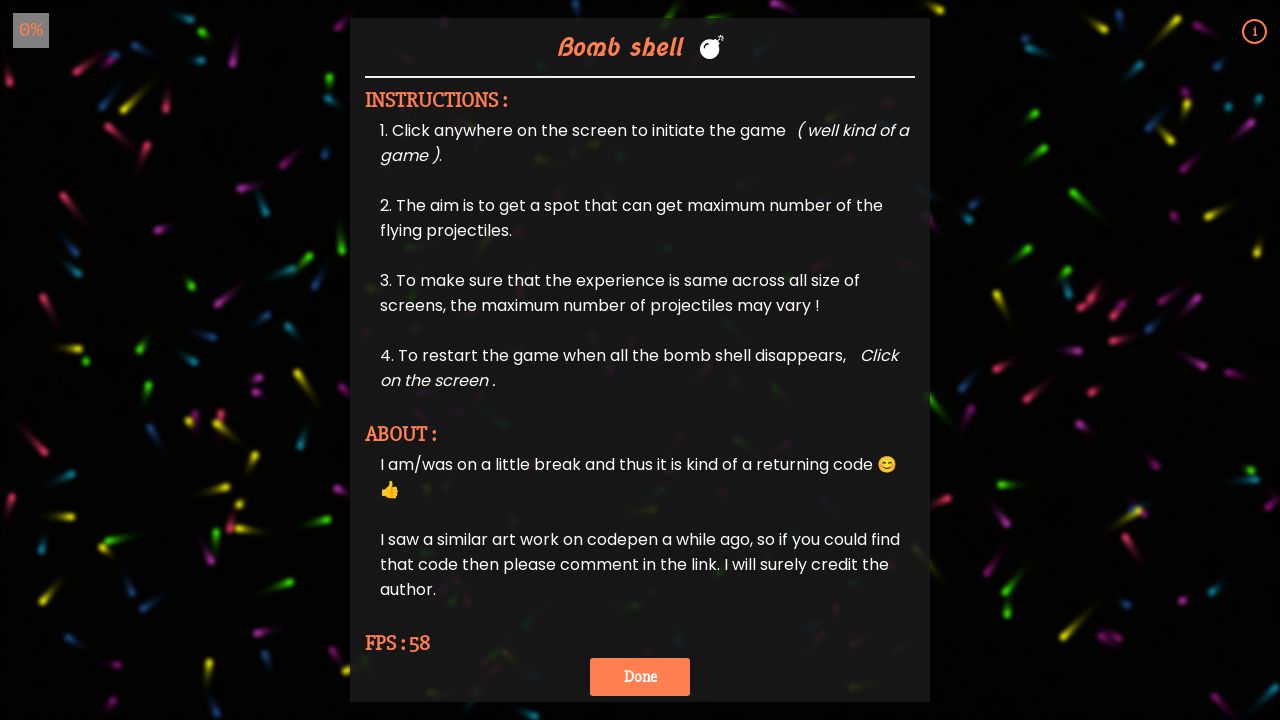 0%
Bomb shell 💣
i
INSTRUCTIONS :
1. Click anywhere on the screen to initiate the game ( well kind of a
game ).
2. The aim is to get a spot that can get maximum number of the
flying projectiles.
3. To make sure that the experience is same across all size of
screens, the maximum number of projectiles may vary !
4. To restart the game when all the bomb shell disappears, Click
on the screen .
ABOUT :
I am/was on a little break and thus it is kind of a returning code 😊
👍
I saw a similar art work on codepen a while ago, so if you could find
that code then please comment in the link. I will surely credit the
author.
FPS : 58
Done